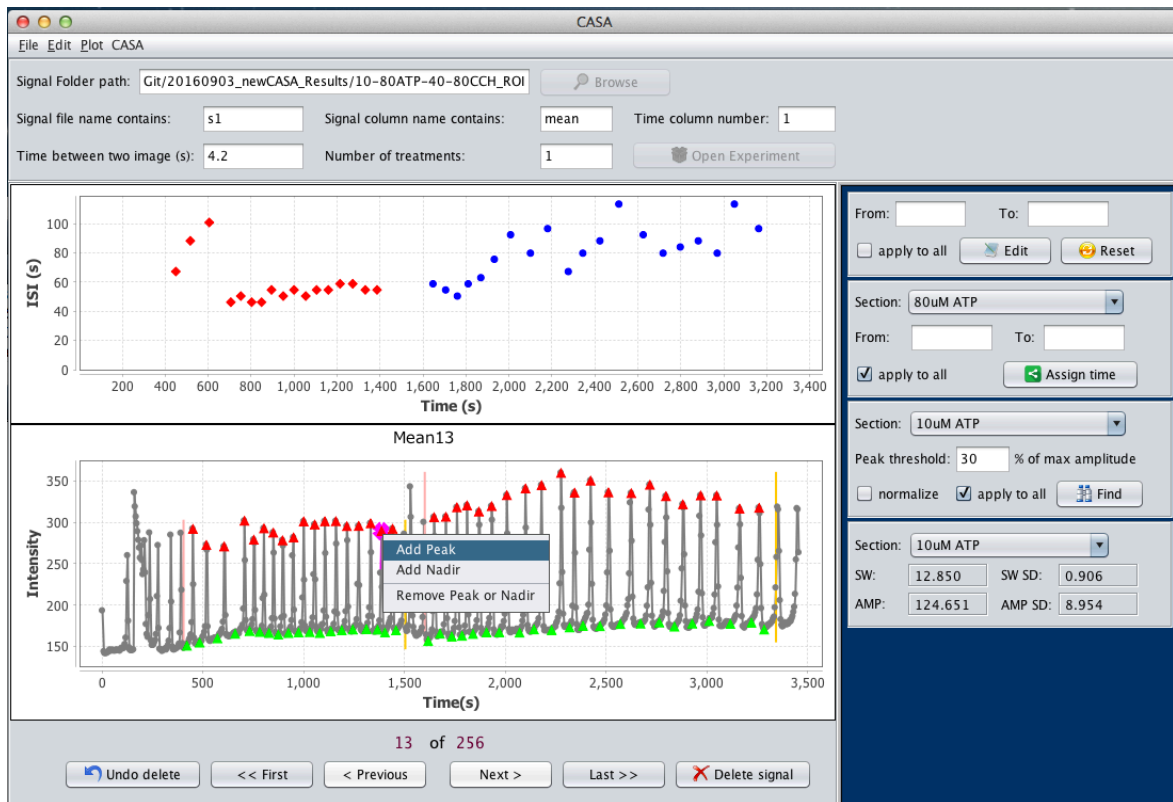 CASA
File Edit Plot CASA
Signal Folder path: Git/20160903_newCASA_Results/10-80ATP-40-80CCH_ROI Browse
Signal file name contains: s1 Signal column name contains: mean Time column number: 1
Time between two image (s): 4.2 Number of treatments: 1 Open Experiment
ISI (s)
100
80
60
40
20
0
200 400 600 800 1,000 1,200 1,400 1,600 1,800 2,000 2,200 2,400 2,600 2,800 3,000 3,200 3,400
Time (s)
Mean13
Intensity
350
300
250
200
150
0 500 1,000 1,500 2,000 2,500 3,000 3,500
Time(s)
Add Peak
Add Nadir
Remove Peak or Nadir
13 of 256
Undo delete << First < Previous Next > Last >> Delete signal
From: To:
apply to all Edit Reset
Section: 80uM ATP
From: To:
apply to all Assign time
Section: 10uM ATP
Peak threshold: 30 % of max amplitude
normalize apply to all Find
Section: 10uM ATP
SW: 12.850 SW SD: 0.906
AMP: 124.651 AMP SD: 8.954